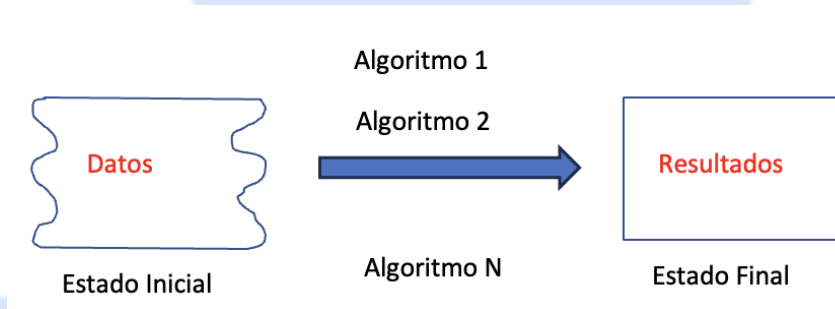 Algoritmo 1
Algoritmo 2
Datos
Resultados
Algoritmo N
Estado Inicial
Estado Final